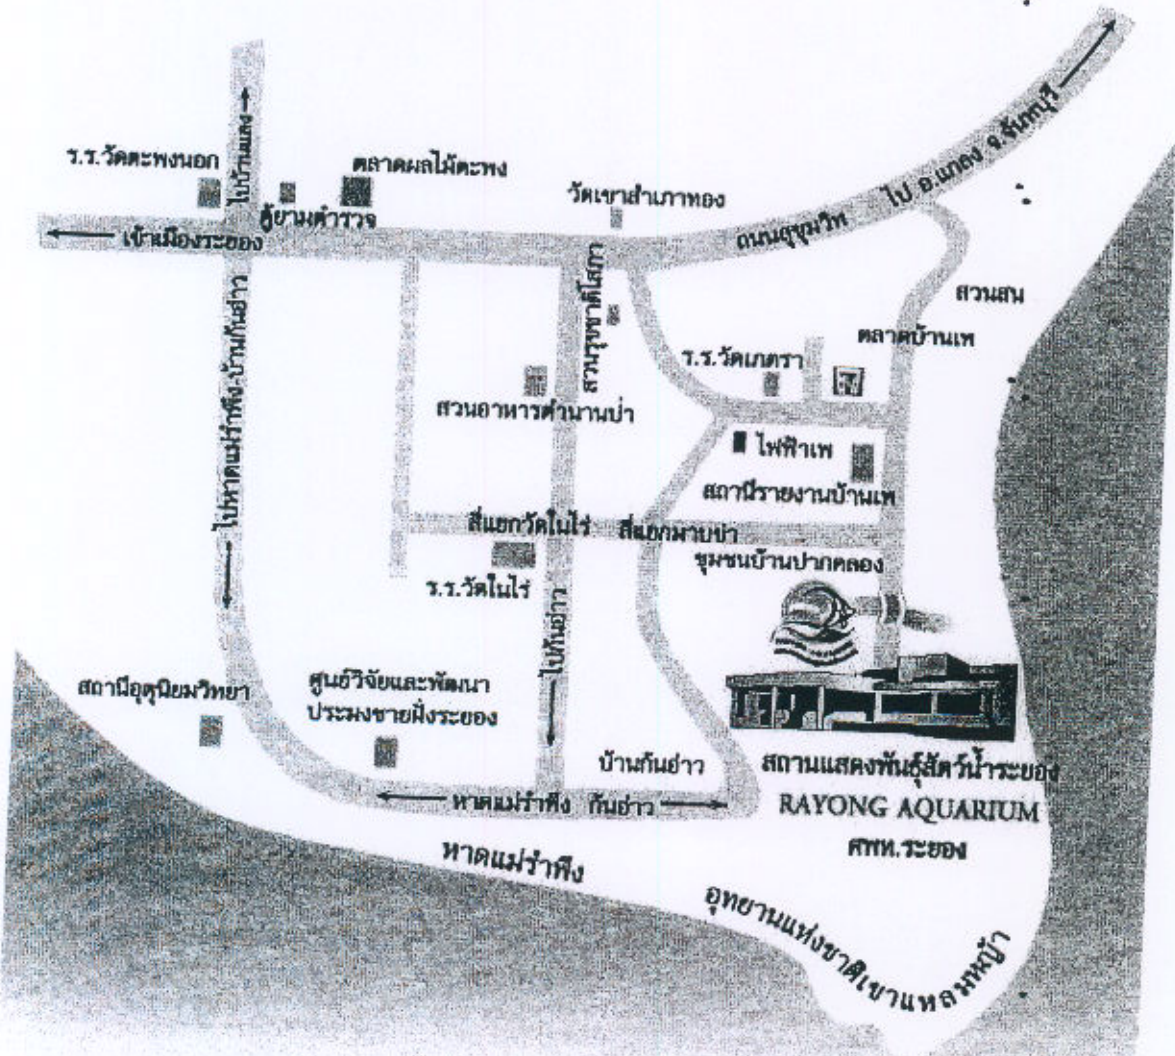 ไป อ.แกลง จ.จันทบุรี
ไปบ้านแลง
ร.ร.วัดตะพงนอก
ตลาดผลไม้ตะพง
วัดเขาสำเภาทอง
ตู้ยามตำรวจ
เข้าเมืองระยอง
ถนนสุขุมวิท
สวนสน
สวนรุขชาติโสภา
ตลาดบ้านเพ
ร.ร.วัดเภตรา
ไปหาดแม่รำพึง-บ้านก้นอ่าว
สวนอาหารตำนานป่า
ไฟฟ้าเพ
สถานีรายงานบ้านเพ
สี่แยกวัดในไร่
สี่แยกมาบข่า
ชุมชนบ้านปากคลอง
ร.ร.วัดในไร่
ไปก้นอ่าว
สถานีอุตุนิยมวิทยา
ศูนย์วิจัยและพัฒนา
ประมงชายฝั่งระยอง
บ้านก้นอ่าว
สถานแสดงพันธุ์สัตว์น้ำระยอง
RAYONG AQUARIUM
ศพท.ระยอง
หาดแม่รำพึง
ก้นอ่าว
หาดแม่รำพึง
อุทยานแห่งชาติเขาแหลมหญ้า